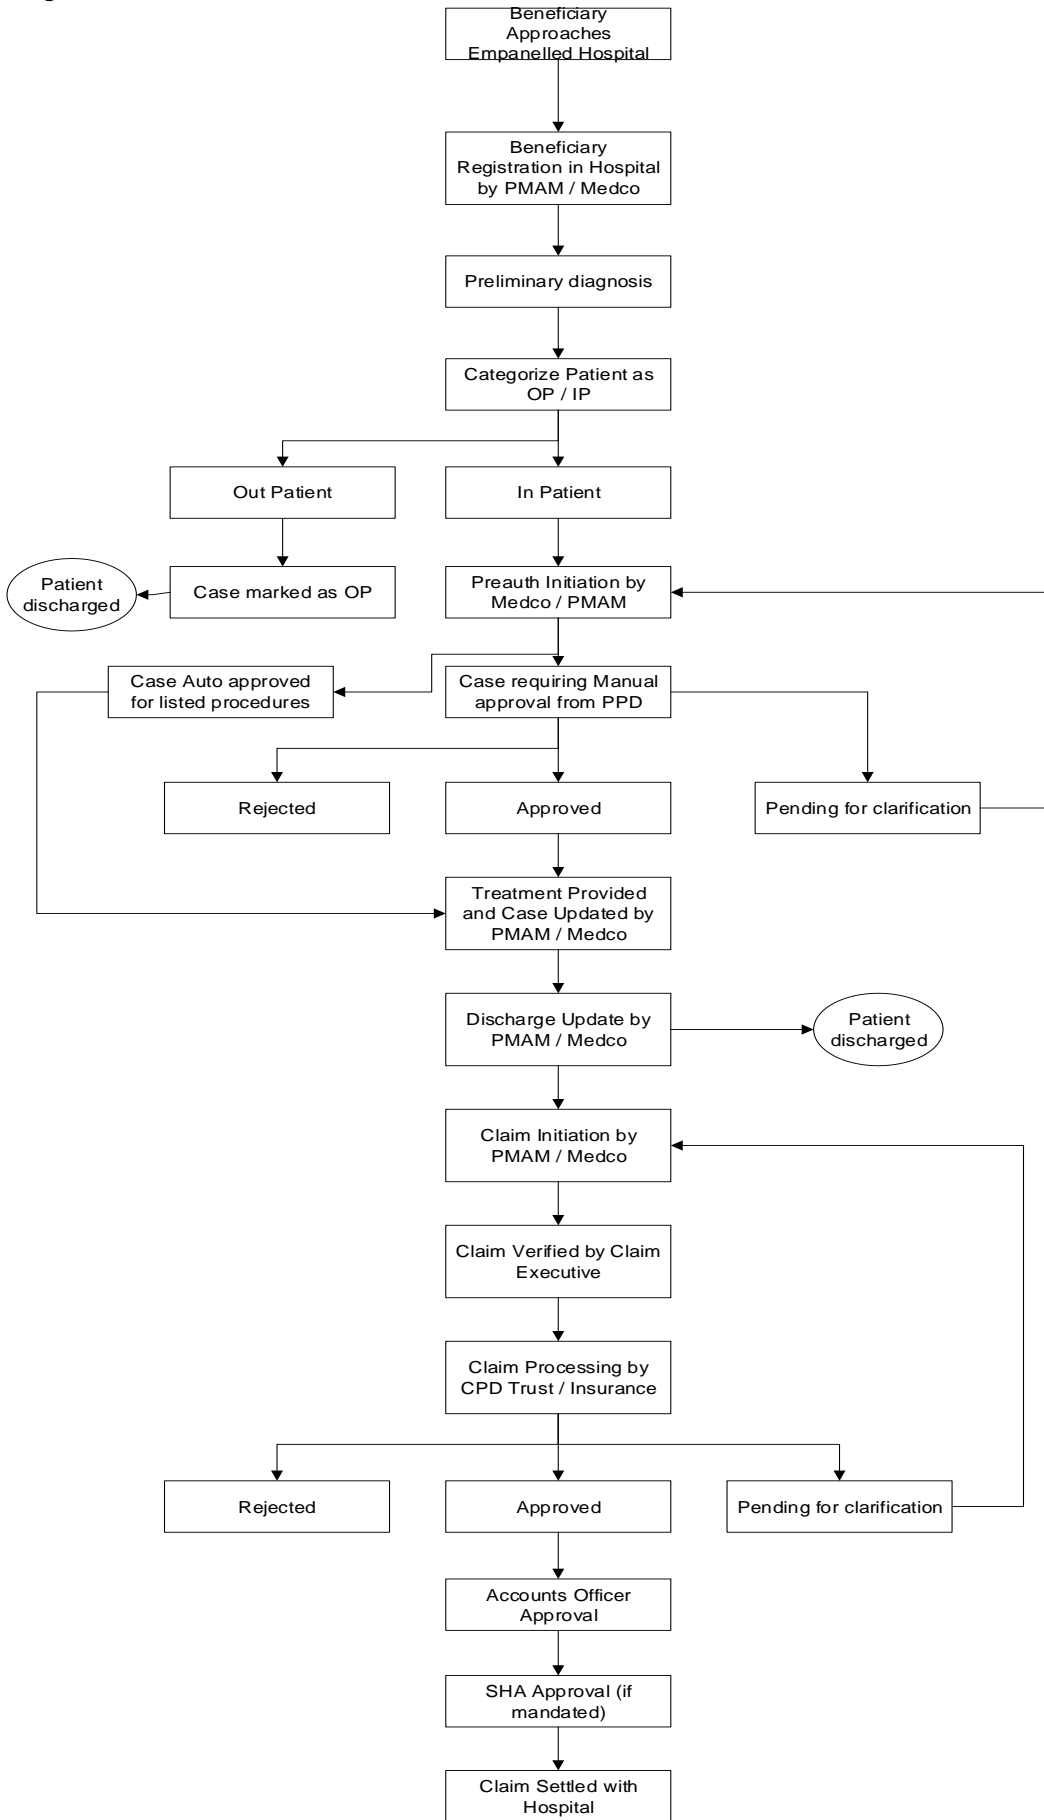 Beneficiary
Approaches
Empanelled Hospital
Beneficiary
Registration in Hospital
by PMAM / Medco
Preliminary diagnosis
Categorize Patient as
OP / IP
Out Patient
In Patient
Patient
discharged
Case marked as OP
Preauth Initiation by
Medco / PMAM
Case Auto approved
for listed procedures
Case requiring Manual
approval from PPD
Rejected
Approved
Pending for clarification
Treatment Provided
and Case Updated by
PMAM / Medco
Discharge Update by
PMAM / Medco
Patient
discharged
Claim Initiation by
PMAM / Medco
Claim Verified by Claim
Executive
Claim Processing by
CPD Trust / Insurance
Rejected
Approved
Pending for clarification
Accounts Officer
Approval
SHA Approval (if
mandated)
Claim Settled with
Hospital